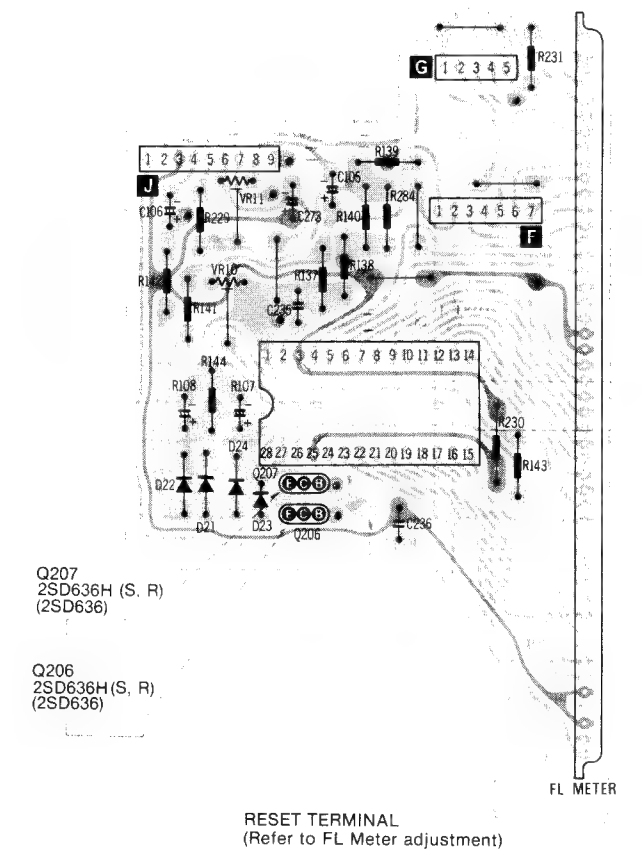 R231
G
1 2 3 4 5
R139
1 2 3 4 5 6 7 8 9
J
VR11
C105
C106
R229
C273
R140
R284
1 2 3 4 5 6 7
F
VR10
R137
R138
R141
C235
1 2 3 4 5 6 7 8 9 10 11 12 13 14
R144
R108
R107
R230
D24
28 27 26 25 24 23 22 21 20 19 18 17 16 15
R143
Q207
D22
E C B
D21
D23
E C B
Q206
C236
Q207
2SD636H (S, R)
(2SD636)
Q206
2SD636H (S, R)
(2SD636)
FL METER
RESET TERMINAL
(Refer to FL Meter adjustment)